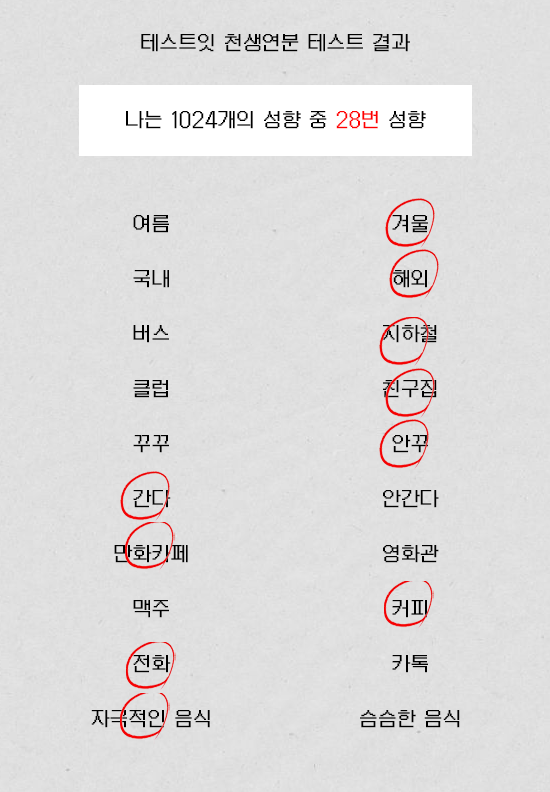 테스트잇 천생연분 테스트 결과
나는 1024개의 성향 중 28번 성향
여름 겨울
국내 해외
버스 지하철
클럽 친구집
꾸꾸 안꾸
간다 안간다
만화카페 영화관
맥주 커피
전화 카톡
자극적인 음식 슴슴한 음식